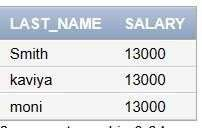 LAST_NAME SALARY
Smith 13000
kaviya 13000
moni 13000